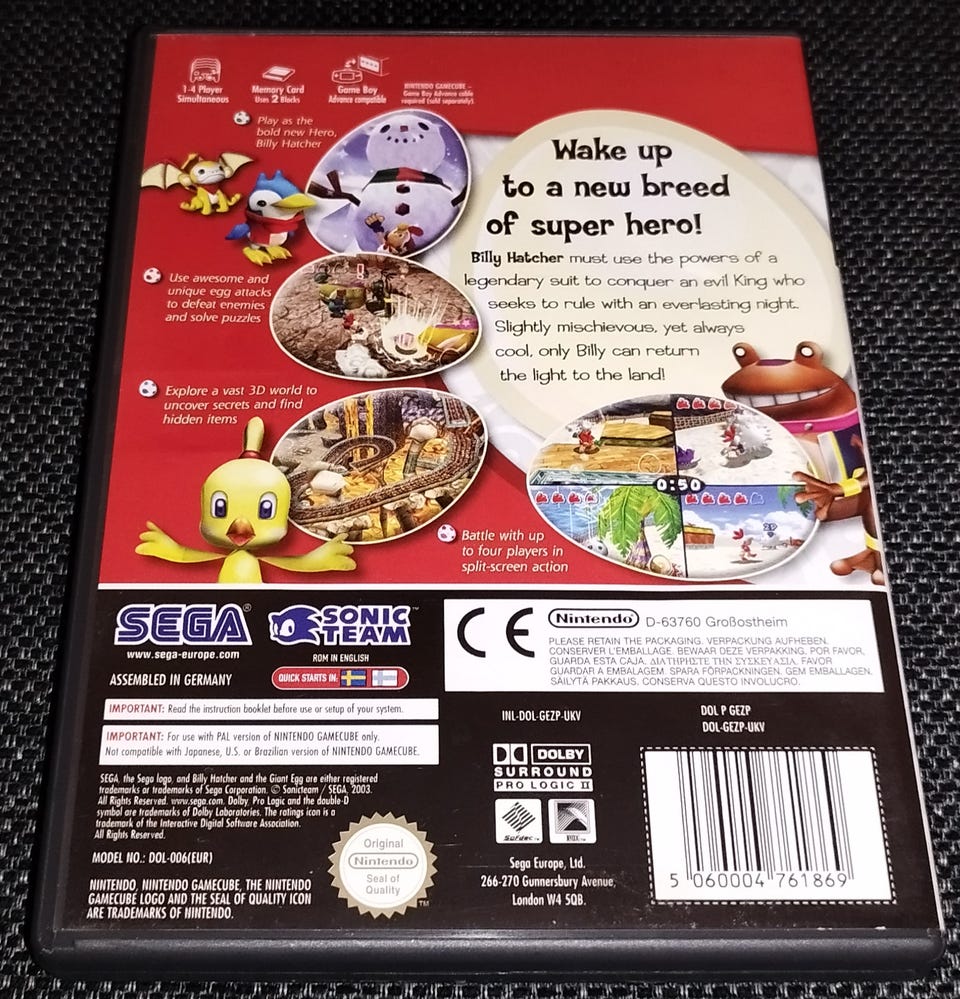 1-4 Player
Simultaneous
Memory Card
Uses 2 Blocks
Game Boy
Advance compatible
NINTENDO GAMECUBE –
Game Boy Advance cable
required (sold separately).
Play as the
bold new Hero,
Billy Hatcher
Wake up
to a new breed
of super hero!
Billy Hatcher must use the powers of a
legendary suit to conquer an evil King who
seeks to rule with an everlasting night.
Slightly mischievous, yet always
cool, only Billy can return
the light to the land!
Use awesome and
unique egg attacks
to defeat enemies
and solve puzzles
Explore a vast 3D world to
uncover secrets and find
hidden items
0:50
2P
Battle with up
to four players in
split-screen action
SEGA®
www.sega-europe.com
SONIC
TEAM™
ROM IN ENGLISH
ASSEMBLED IN GERMANY
QUICK STARTS IN:
CE
Nintendo D-63760 Großostheim
PLEASE RETAIN THE PACKAGING. VERPACKUNG AUFHEBEN.
CONSERVER L'EMBALLAGE. BEWAAR DEZE VERPAKKING, POR FAVOR,
GUARDA ESTA CAJA. ΔΙΑΤΗΡΗΣΤΕ ΤΗΝ ΣΥΣΚΕΥΑΣΙΑ. FAVOR
GUARDAR A EMBALAGEM. SPARA FÖRPACKNINGEN. GEM EMBALLAGEN.
SÄILYTÄ PAKKAUS. CONSERVA QUESTO INVOLUCRO.
IMPORTANT: Read the instruction booklet before use or setup of your system.
IMPORTANT: For use with PAL version of NINTENDO GAMECUBE only.
Not compatible with Japanese, U.S. or Brazilian version of NINTENDO GAMECUBE.
INL-DOL-GEZP-UKV
DOL P GEZP
DOL-GEZP-UKV
SEGA, the Sega logo, and Billy Hatcher and the Giant Egg are either registered
trademarks or trademarks of Sega Corporation. © Sonicteam / SEGA, 2003.
All Rights Reserved. www.sega.com. Dolby, Pro Logic and the double-D
symbol are trademarks of Dolby Laboratories. The ratings icon is a
trademark of the Interactive Digital Software Association.
All Rights Reserved.
MODEL NO.: DOL-006(EUR)
NINTENDO, NINTENDO GAMECUBE, THE NINTENDO
GAMECUBE LOGO AND THE SEAL OF QUALITY ICON
ARE TRADEMARKS OF NINTENDO.
Original
Nintendo
Seal of
Quality
™
DOLBY
SURROUND
PRO LOGIC II
Sofdec™
Sega Europe, Ltd.
266-270 Gunnersbury Avenue,
London W4 5QB.
5 060004 761869